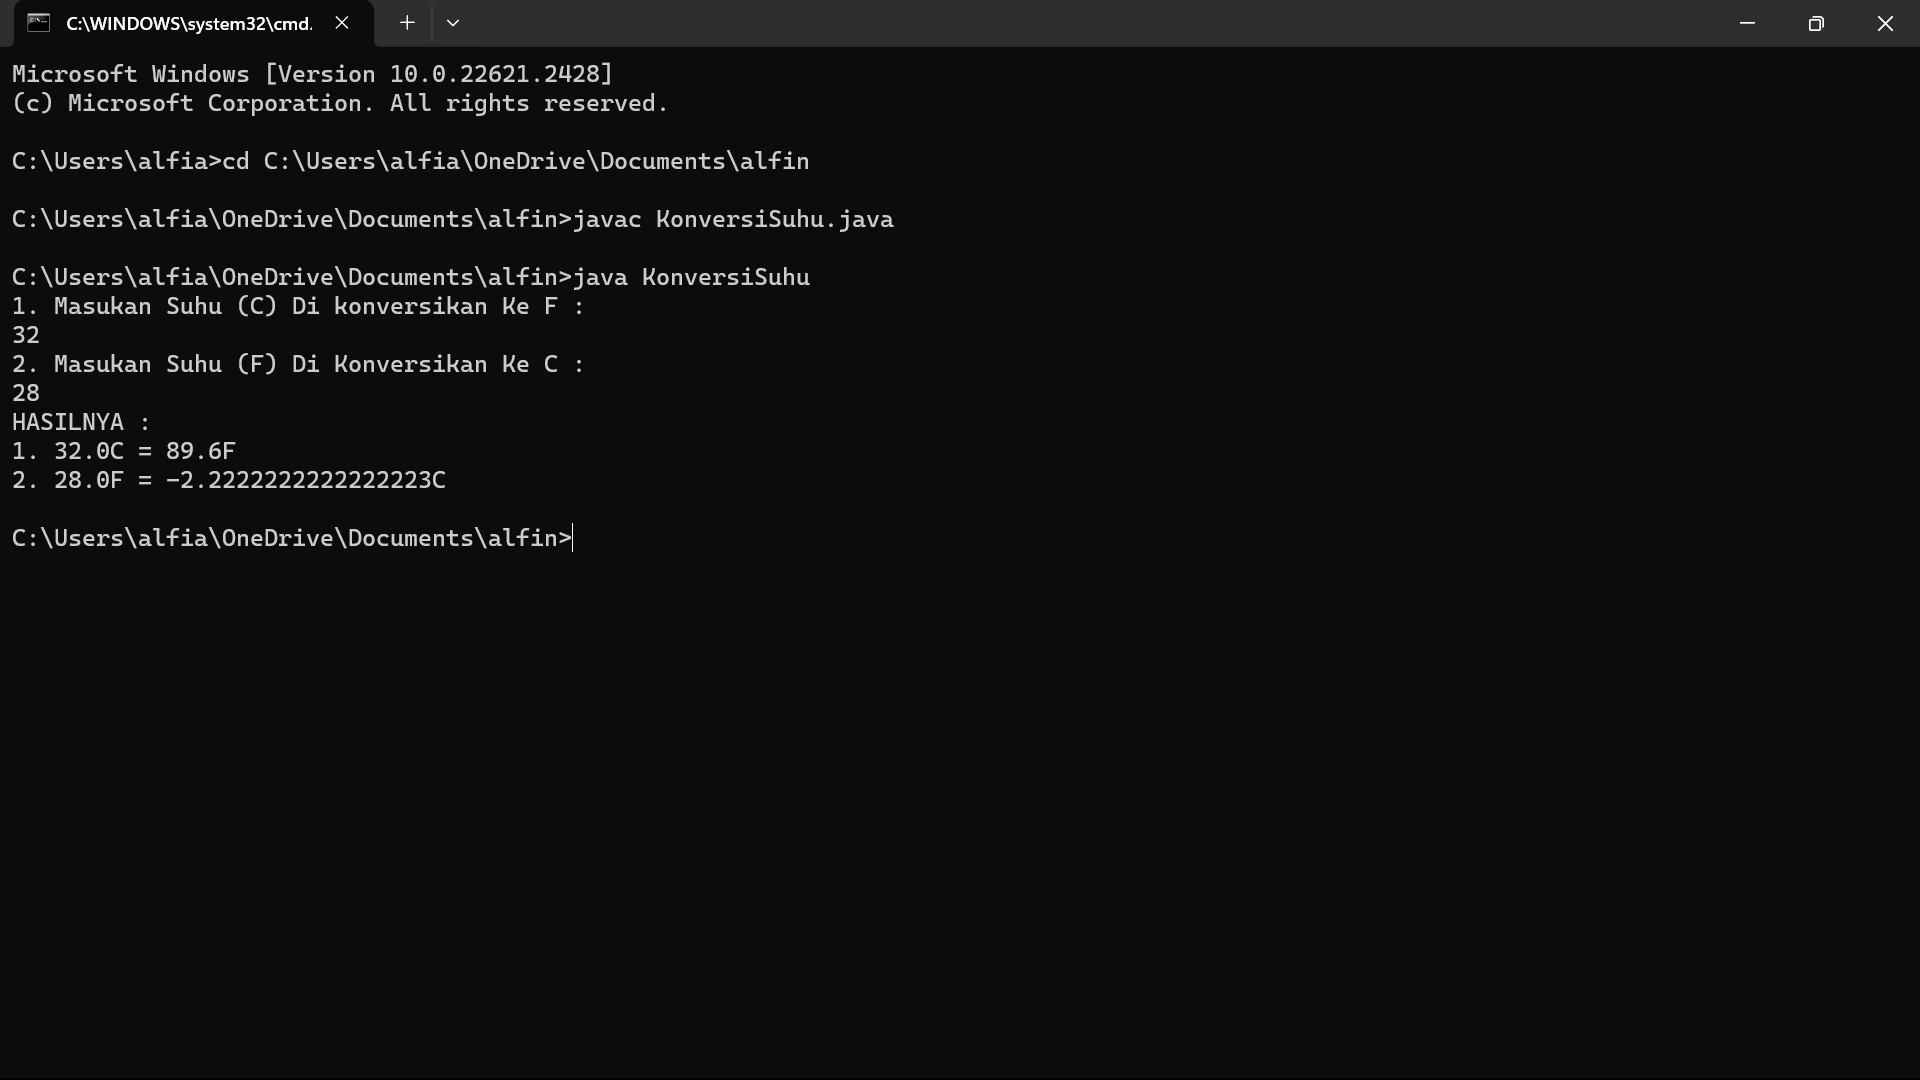 C:\WINDOWS\system32\cmd.
Microsoft Windows [Version 10.0.22621.2428]
(c) Microsoft Corporation. All rights reserved.
C:\Users\alfia>cd C:\Users\alfia\OneDrive\Documents\alfin
C:\Users\alfia\OneDrive\Documents\alfin>javac KonversiSuhu.java
C:\Users\alfia\OneDrive\Documents\alfin>java KonversiSuhu
1. Masukan Suhu (C) Di konversikan Ke F :
32
2. Masukan Suhu (F) Di Konversikan Ke C :
28
HASILNYA :
1. 32.0C = 89.6F
2. 28.0F = -2.2222222222222223C
C:\Users\alfia\OneDrive\Documents\alfin>